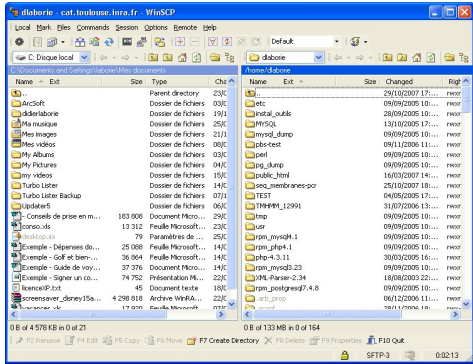 dlaborie - cat.toulouse.inra.fr - WinSCP
Local Mark Files Commands Session Options Remote Help
Default
C: Disque local
dlaborie
C:\Documents and Settings\laborie\Mes documents
/home/dlaborie
Name Ext Size Type
Name Ext Size Changed
.. Parent directory
ArcSoft Dossier de fichiers
didierlaborie Dossier de fichiers
Ma musique Dossier de fichiers
Mes images Dossier de fichiers
Mes vidéos Dossier de fichiers
My Albums Dossier de fichiers
My Pictures Dossier de fichiers
my videos Dossier de fichiers
Turbo Lister Dossier de fichiers
Turbo Lister Backup Dossier de fichiers
Updater5 Dossier de fichiers
- Conseils de prise en m... 183 808 Document Micro...
conso.xls 13 312 Feuille Microsoft...
desktop.ini 79 Paramètres de ...
Exemple - Dépenses do... 25 088 Feuille Microsoft...
Exemple - Golf et bien-... 36 864 Feuille Microsoft...
Exemple - Guide de voy... 37 376 Document Micro...
Exemple - Signer un co... 74 752 Présentation Mi...
licenceXP.txt 45 Document texte
screensaver_disney15a... 4 298 818 Archive WinRA...
.. 29/10/2007 17:...
etc 09/09/2005 10:...
instal_outils 28/09/2005 10:...
MYSQL 13/10/2005 17:...
mysql_dump 09/09/2005 10:...
pbs-test 09/11/2006 11:...
perl 09/09/2005 10:...
pg_dump 09/09/2005 10:...
public_html 16/03/2007 14:...
seq_membranes-pcr 25/10/2007 18:...
TEST 04/05/2007 17:...
TMHMM_12991 31/07/2006 13:...
tmp 09/09/2005 10:...
usr 09/09/2005 10:...
rpm_mysql4.1 09/09/2005 10:...
rpm_php4.1 09/09/2005 10:...
php-4.3.11 30/03/2005 16:...
rpm_mysql3.23 09/09/2005 10:...
XML-Parser-2.34 18/08/2003 22:...
rpm_postgresql7.4.8 09/09/2005 10:...
.arb_prop 06/12/2006 11:...
0 B of 4 578 KB in 0 of 21
0 B of 133 MB in 0 of 164
F2 Rename F4 Edit F5 Copy F6 Move F7 Create Directory F8 Delete F9 Properties F10 Quit
SFTP-3 0:02:13